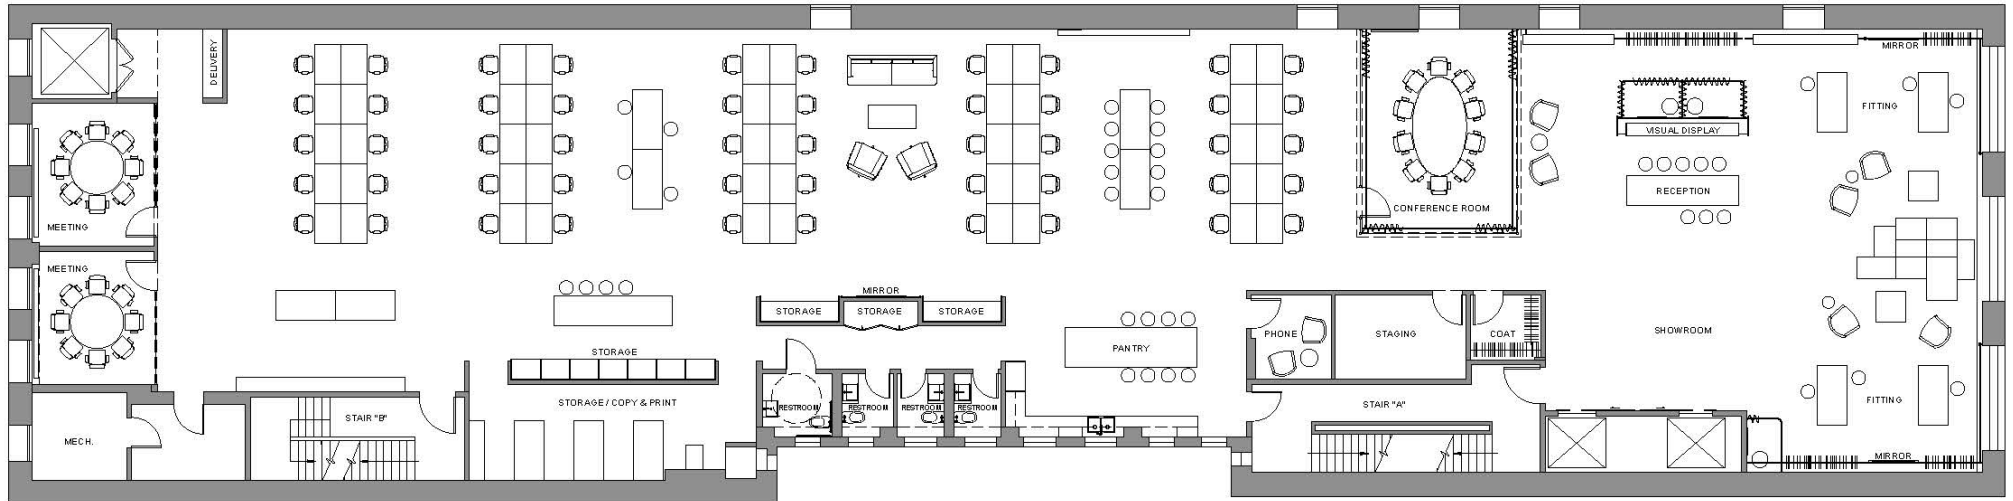 DELIVERY
MIRROR
FITTING
VISUAL DISPLAY
RECEPTION
CONFERENCE ROOM
MEETING
MEETING
MIRROR
STORAGE
STORAGE
STORAGE
SHOWROOM
PHONE
STAGING
COAT
PANTRY
STORAGE
STORAGE / COPY & PRINT
RESTROOM
RESTROOM
RESTROOM
RESTROOM
STAIR "A"
FITTING
STAIR "B"
MECH.
MIRROR